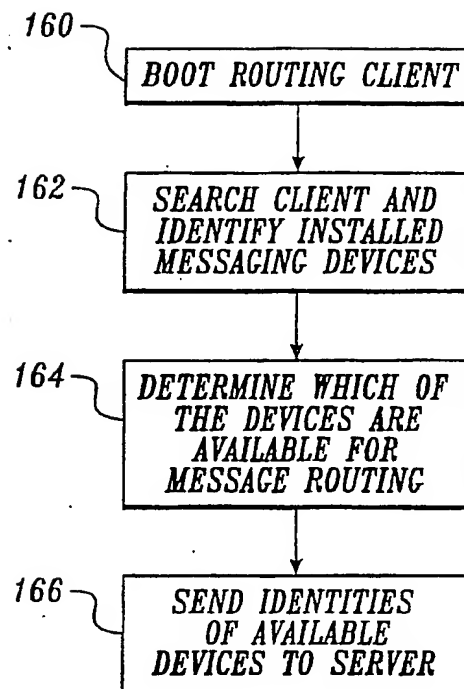 160
BOOT ROUTING CLIENT
162
SEARCH CLIENT AND
IDENTIFY INSTALLED
MESSAGING DEVICES
164
DETERMINE WHICH OF
THE DEVICES ARE
AVAILABLE FOR
MESSAGE ROUTING
166
SEND IDENTITIES
OF AVAILABLE
DEVICES TO SERVER